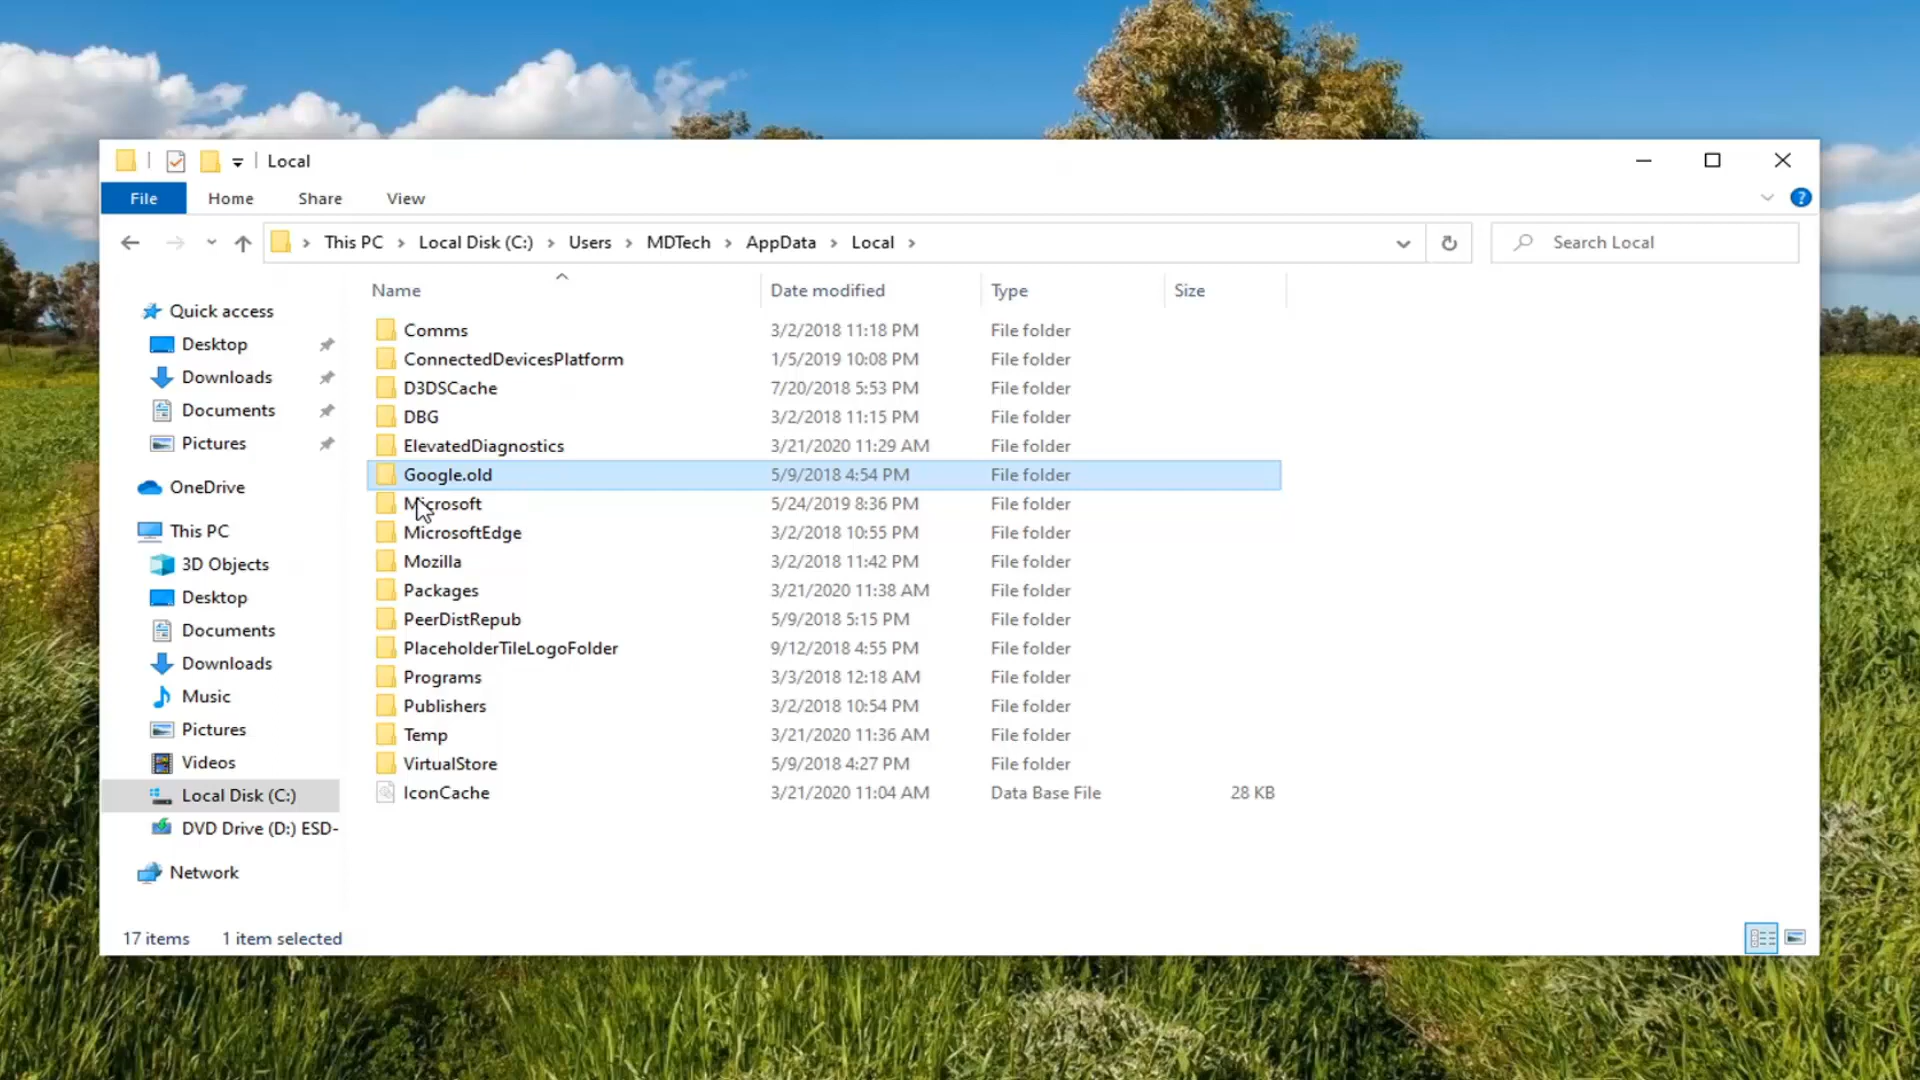 Local
File Home Share View
This PC Local Disk (C:) Users MDTech AppData Local
Search Local
Name Date modified Type Size
Quick access
Desktop
Downloads
Documents
Pictures
OneDrive
This PC
3D Objects
Desktop
Documents
Downloads
Music
Pictures
Videos
Local Disk (C:)
DVD Drive (D:) ESD-
Network
Comms 3/2/2018 11:18 PM File folder
ConnectedDevicesPlatform 1/5/2019 10:08 PM File folder
D3DSCache 7/20/2018 5:53 PM File folder
DBG 3/2/2018 11:15 PM File folder
ElevatedDiagnostics 3/21/2020 11:29 AM File folder
Google.old 5/9/2018 4:54 PM File folder
Microsoft 5/24/2019 8:36 PM File folder
MicrosoftEdge 3/2/2018 10:55 PM File folder
Mozilla 3/2/2018 11:42 PM File folder
Packages 3/21/2020 11:38 AM File folder
PeerDistRepub 5/9/2018 5:15 PM File folder
PlaceholderTileLogoFolder 9/12/2018 4:55 PM File folder
Programs 3/3/2018 12:18 AM File folder
Publishers 3/2/2018 10:54 PM File folder
Temp 3/21/2020 11:36 AM File folder
VirtualStore 5/9/2018 4:27 PM File folder
IconCache 3/21/2020 11:04 AM Data Base File 28 KB
17 items 1 item selected